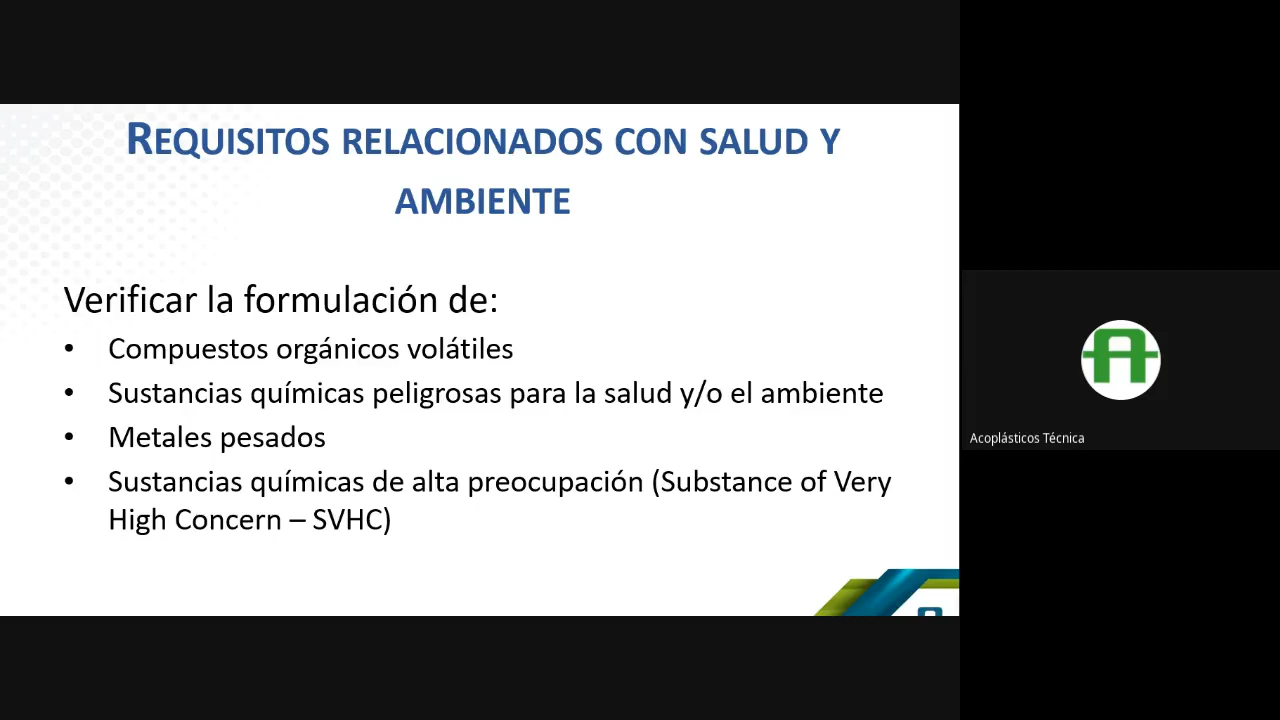 REQUISITOS RELACIONADOS CON SALUD Y
AMBIENTE
Verificar la formulación de:
• Compuestos orgánicos volátiles
• Sustancias químicas peligrosas para la salud y/o el ambiente
• Metales pesados
• Sustancias químicas de alta preocupación (Substance of Very
High Concern – SVHC)
Acoplásticos Técnica